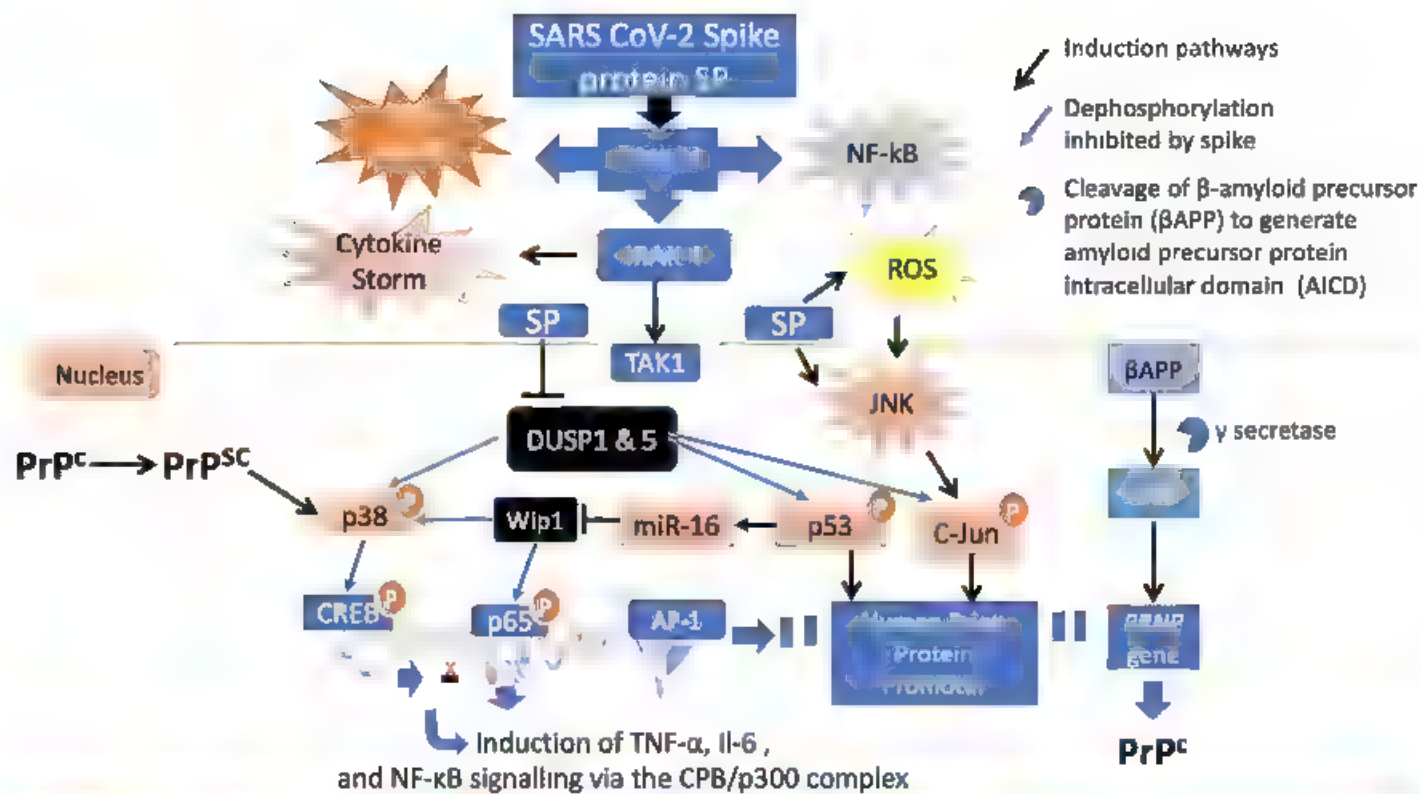 SARS CoV-2 Spike
protein SP
Induction pathways
Dephosphorylation
inhibited by spike
Cleavage of β-amyloid precursor
protein (βAPP) to generate
amyloid precursor protein
intracellular domain (AICD)
NF-kB
Cytokine
Storm
ROS
SP
SP
TAK1
Nucleus
βAPP
JNK
DUSP1 & 5
γ secretase
PrPᶜ
PrPˢᶜ
p38
Wip1
miR-16
p53
P
C-Jun
P
CREB
P
p65
P
AP-1
Protein
gene
Induction of TNF-α, Il-6 ,
and NF-κB signalling via the CPB/p300 complex
PrPᶜ